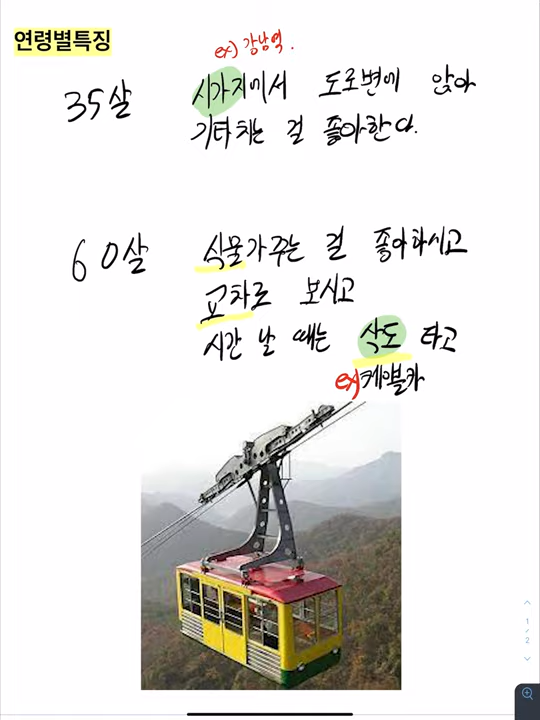 연령별특징
ex) 강남역.
35살 시가지에서 도로변에 앉아
기타치는 걸 좋아한다.
60살 식물가꾸는 걸 좋아하시고
교차로 보시고
시간 날 때는 삭도 타고
ex)케이블카
1
/
2